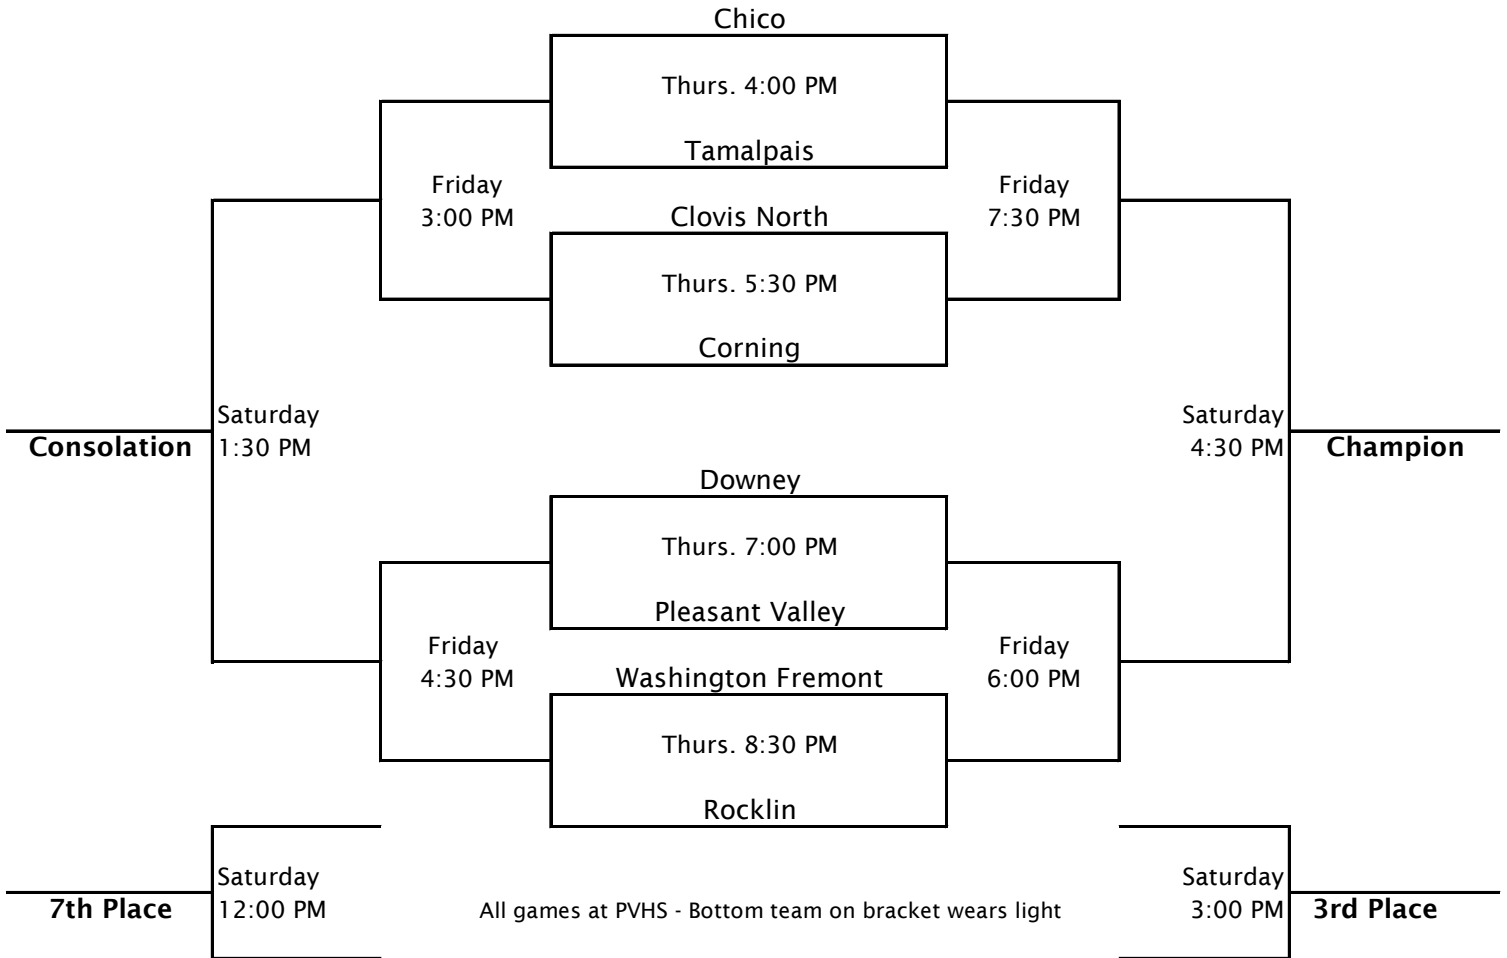 Chico
Thurs. 4:00 PM
Tamalpais
Friday
3:00 PM
Friday
7:30 PM
Clovis North
Thurs. 5:30 PM
Corning
Saturday
1:30 PM
Consolation
Saturday
4:30 PM
Champion
Downey
Thurs. 7:00 PM
Pleasant Valley
Friday
4:30 PM
Friday
6:00 PM
Washington Fremont
Thurs. 8:30 PM
Rocklin
Saturday
12:00 PM
7th Place
All games at PVHS - Bottom team on bracket wears light
Saturday
3:00 PM
3rd Place